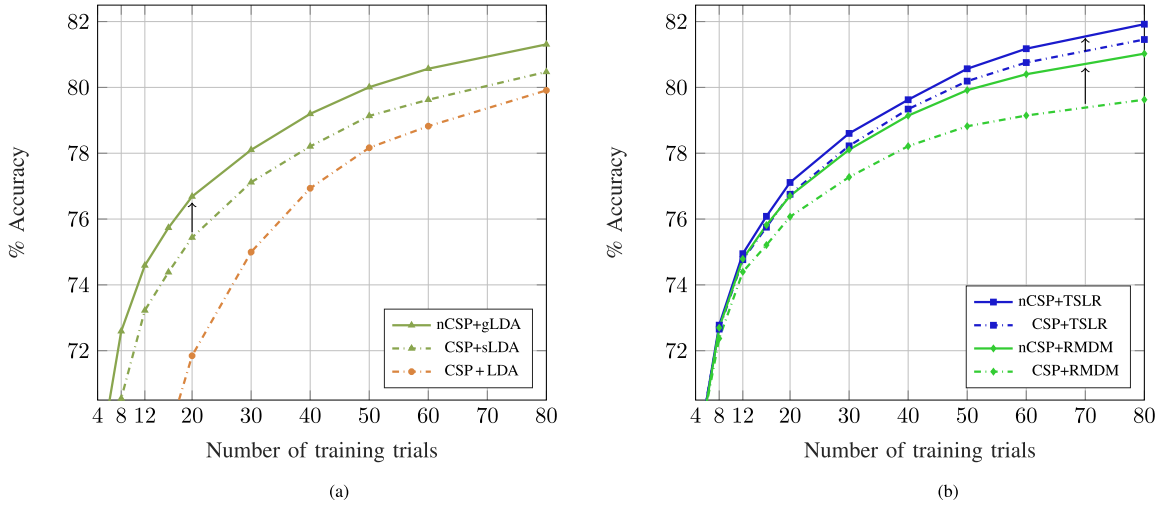 82
80
78
76
74
72
4 8 12 20 30 40 50 60 70 80
% Accuracy
Number of training trials
nCSP+gLDA
CSP+sLDA
CSP+LDA
(a)
82
80
78
76
74
72
4 8 12 20 30 40 50 60 70 80
% Accuracy
Number of training trials
nCSP+TSLR
CSP+TSLR
nCSP+RMDM
CSP+RMDM
(b)